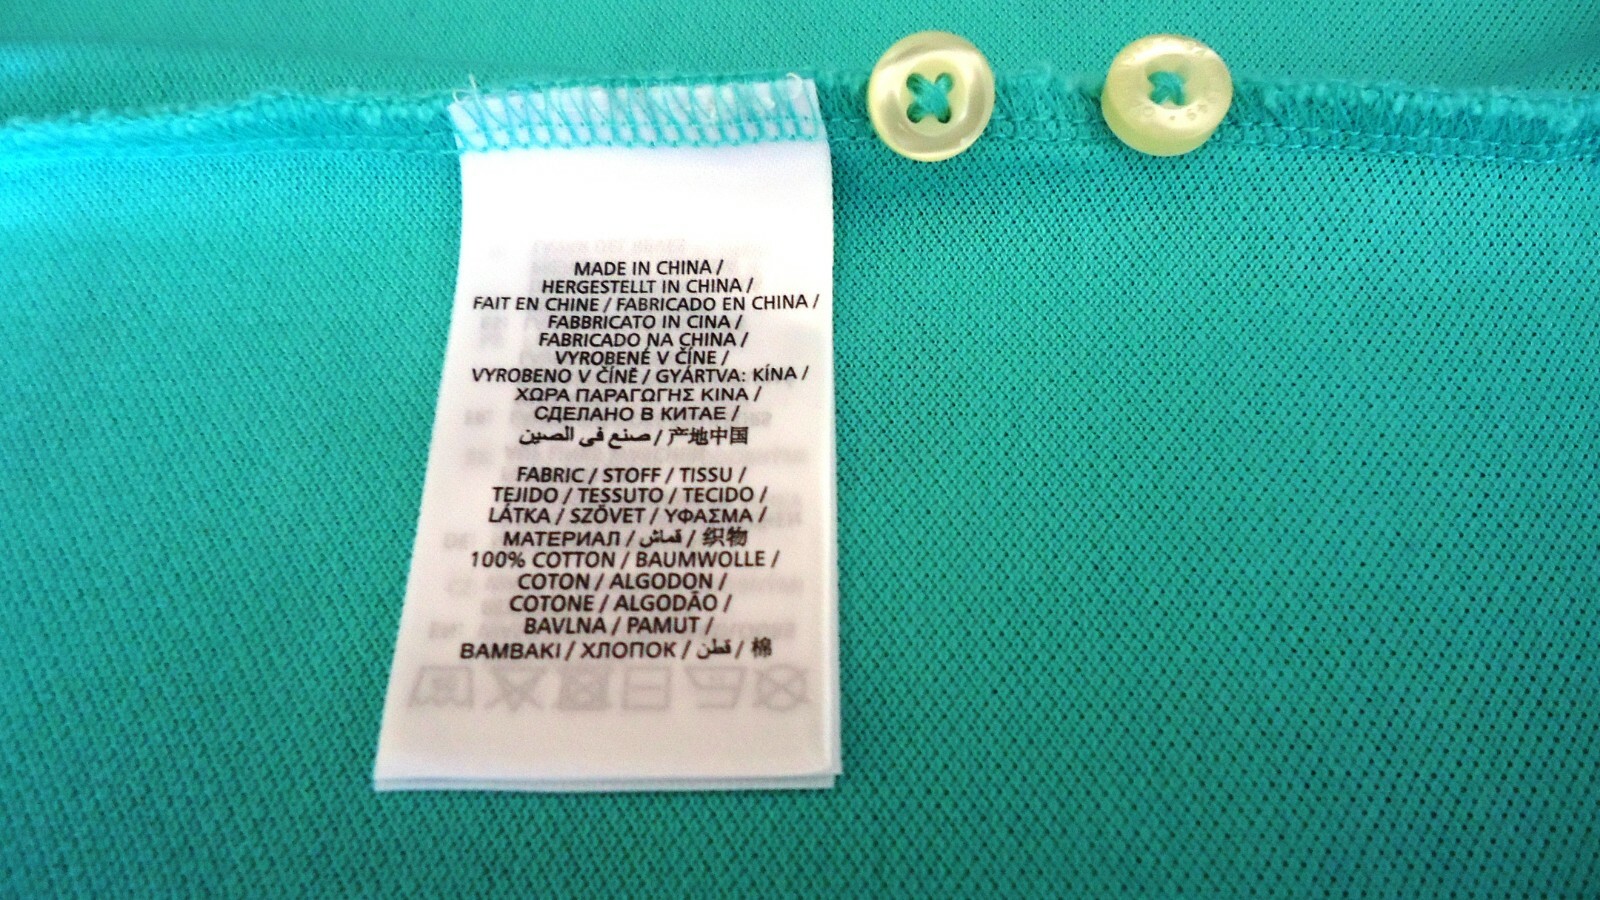 MADE IN CHINA /
HERGESTELLT IN CHINA /
FAIT EN CHINE / FABRICADO EN CHINA /
FABBRICATO IN CINA /
FABRICADO NA CHINA /
VYROBENÉ V ČÍNE /
VYROBENO V ČÍNĚ / GYÁRTVA: KÍNA /
ΧΩΡΑ ΠΑΡΑΓΩΓΗΣ ΚΙΝΑ /
СДЕЛАНО В КИТАЕ /
صنع في الصين / 产地中国
FABRIC / STOFF / TISSU /
TEJIDO / TESSUTO / TECIDO /
LÁTKA / SZÖVET / ΥΦΑΣΜΑ /
МАТЕРИАЛ / قماش / 织物
100% COTTON / BAUMWOLLE /
COTON / ALGODON /
COTONE / ALGODÃO /
BAVLNA / PAMUT /
BAMBAKI / ХЛОПОК / قطن / 棉